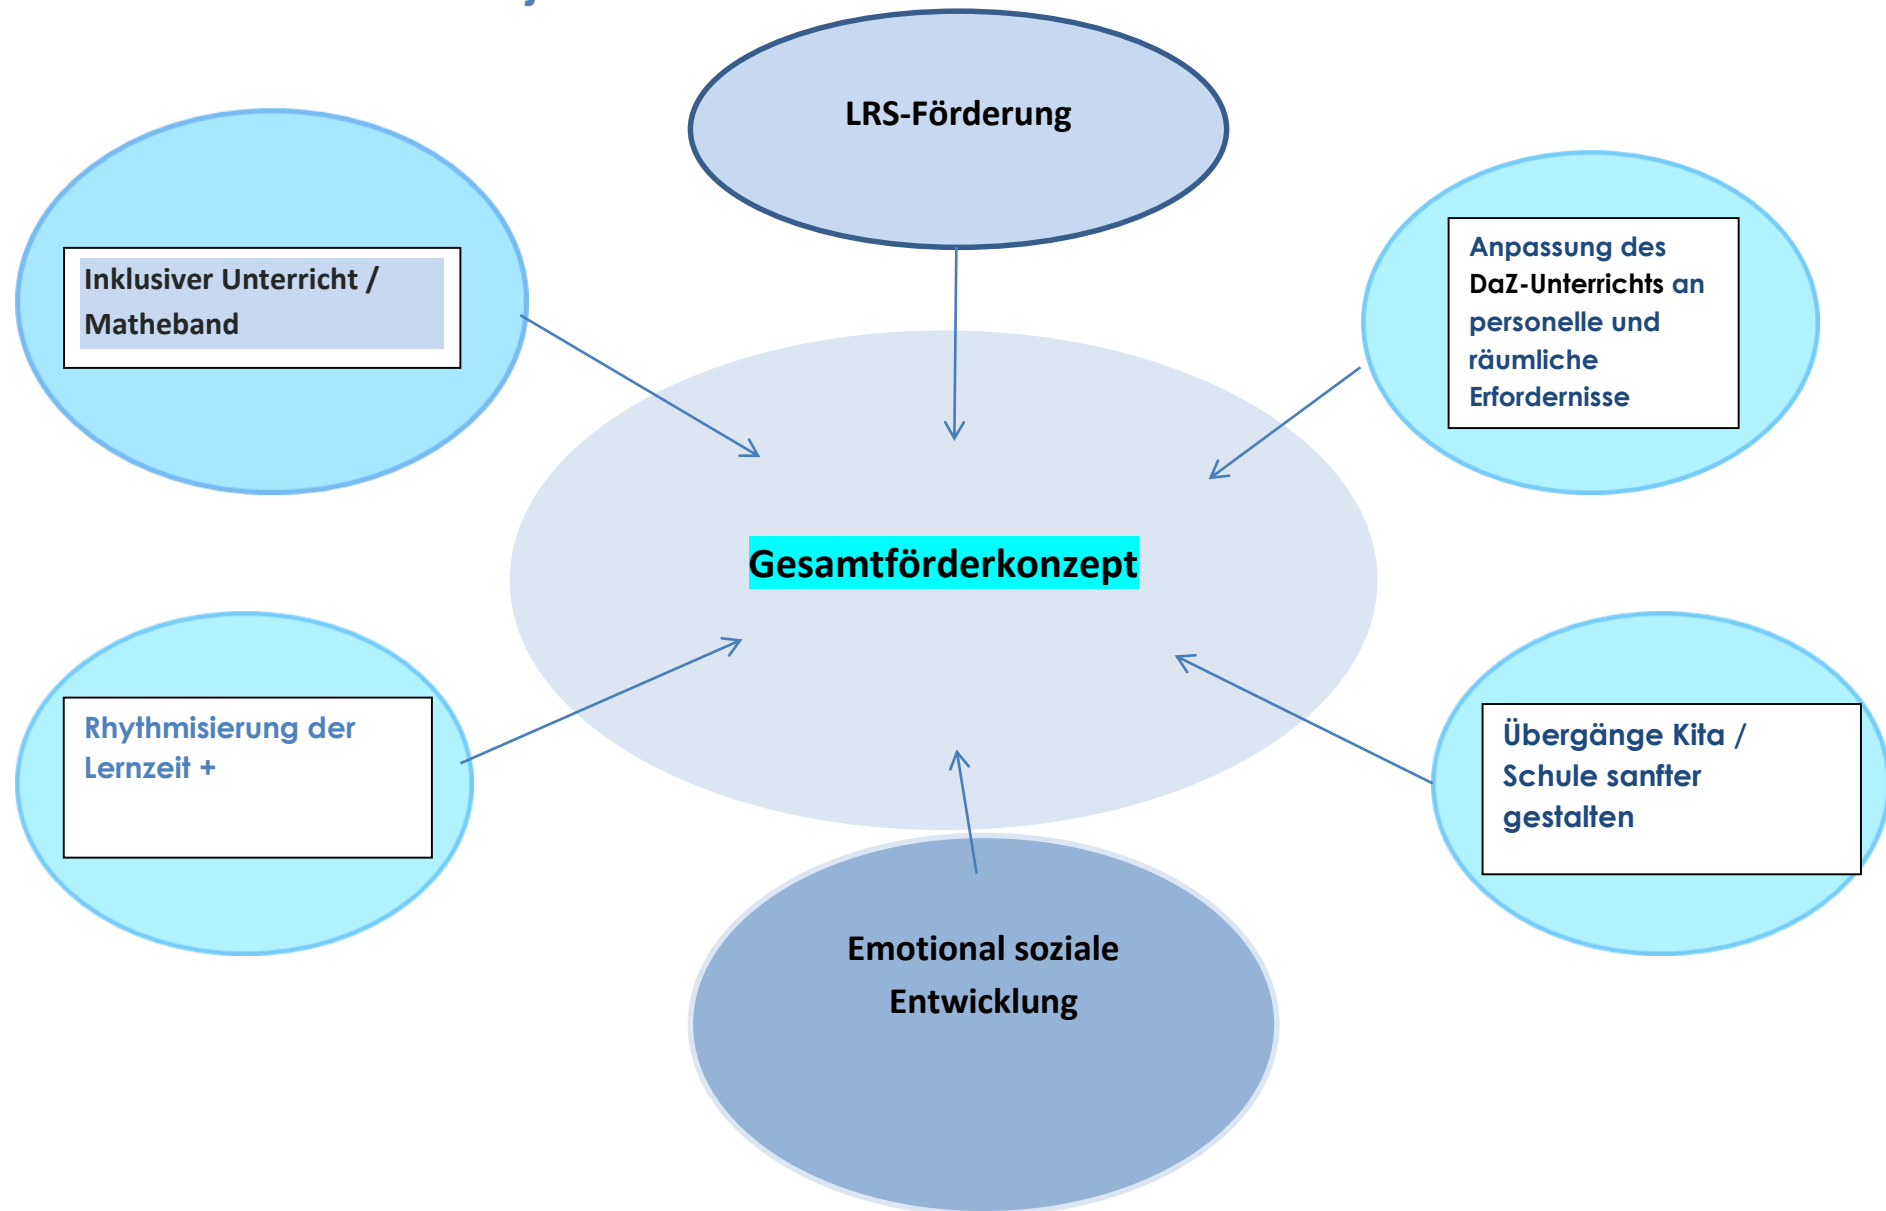 LRS-Förderung
Inklusiver Unterricht /
Matheband
Anpassung des
DaZ-Unterrichts an
personelle und
räumliche
Erfordernisse
Gesamtförderkonzept
Rhythmisierung der
Lernzeit +
Übergänge Kita /
Schule sanfter
gestalten
Emotional soziale
Entwicklung